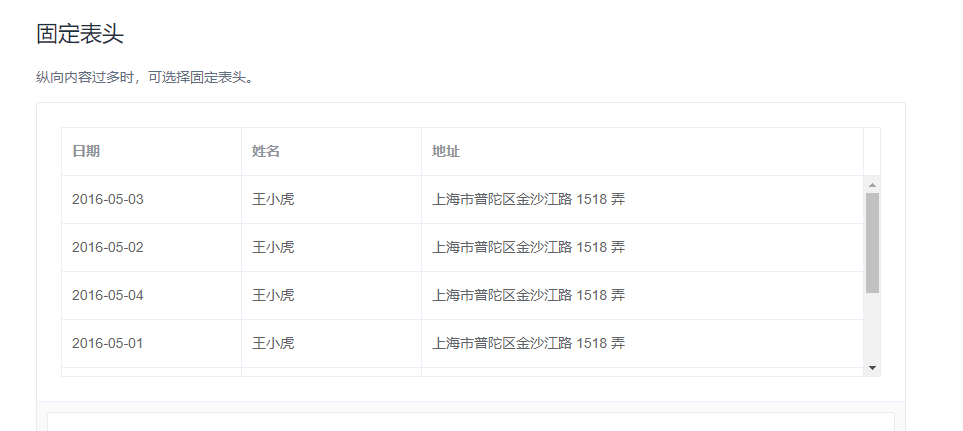 固定表头
纵向内容过多时，可选择固定表头。
日期 姓名 地址
2016-05-03 王小虎 上海市普陀区金沙江路 1518 弄
2016-05-02 王小虎 上海市普陀区金沙江路 1518 弄
2016-05-04 王小虎 上海市普陀区金沙江路 1518 弄
2016-05-01 王小虎 上海市普陀区金沙江路 1518 弄